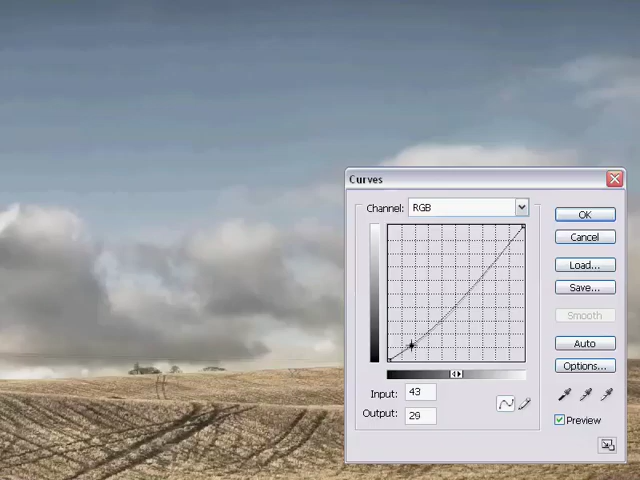 Curves
Channel: RGB
OK
Cancel
Load...
Save...
Smooth
Auto
Options...
Input: 43
Output: 29
Preview